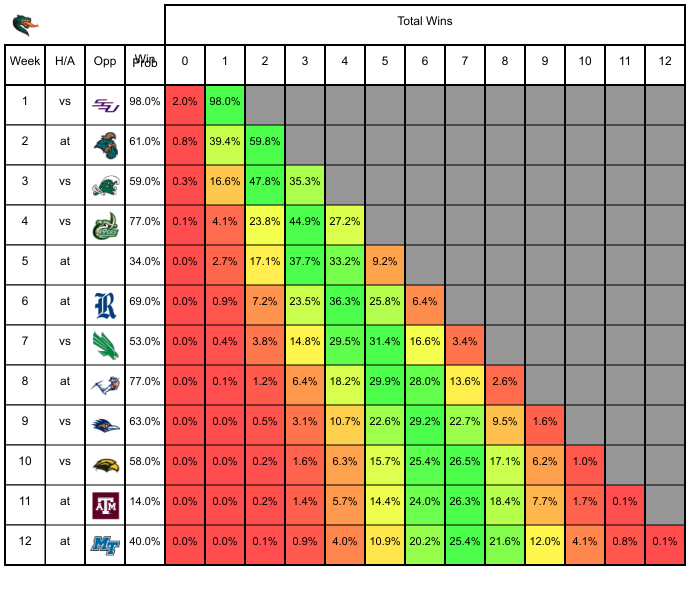 Total Wins
Week H/A Opp Win Prob 0 1 2 3 4 5 6 7 8 9 10 11 12
1 vs SU 98.0% 2.0% 98.0%
2 at 61.0% 0.8% 39.4% 59.8%
3 vs 59.0% 0.3% 16.6% 47.8% 35.3%
4 vs 77.0% 0.1% 4.1% 23.8% 44.9% 27.2%
5 at 34.0% 0.0% 2.7% 17.1% 37.7% 33.2% 9.2%
6 at R 69.0% 0.0% 0.9% 7.2% 23.5% 36.3% 25.8% 6.4%
7 vs 53.0% 0.0% 0.4% 3.8% 14.8% 29.5% 31.4% 16.6% 3.4%
8 at 77.0% 0.0% 0.1% 1.2% 6.4% 18.2% 29.9% 28.0% 13.6% 2.6%
9 vs 63.0% 0.0% 0.0% 0.5% 3.1% 10.7% 22.6% 29.2% 22.7% 9.5% 1.6%
10 vs 58.0% 0.0% 0.0% 0.2% 1.6% 6.3% 15.7% 25.4% 26.5% 17.1% 6.2% 1.0%
11 at ATM 14.0% 0.0% 0.0% 0.2% 1.4% 5.7% 14.4% 24.0% 26.3% 18.4% 7.7% 1.7% 0.1%
12 at MT 40.0% 0.0% 0.0% 0.1% 0.9% 4.0% 10.9% 20.2% 25.4% 21.6% 12.0% 4.1% 0.8% 0.1%